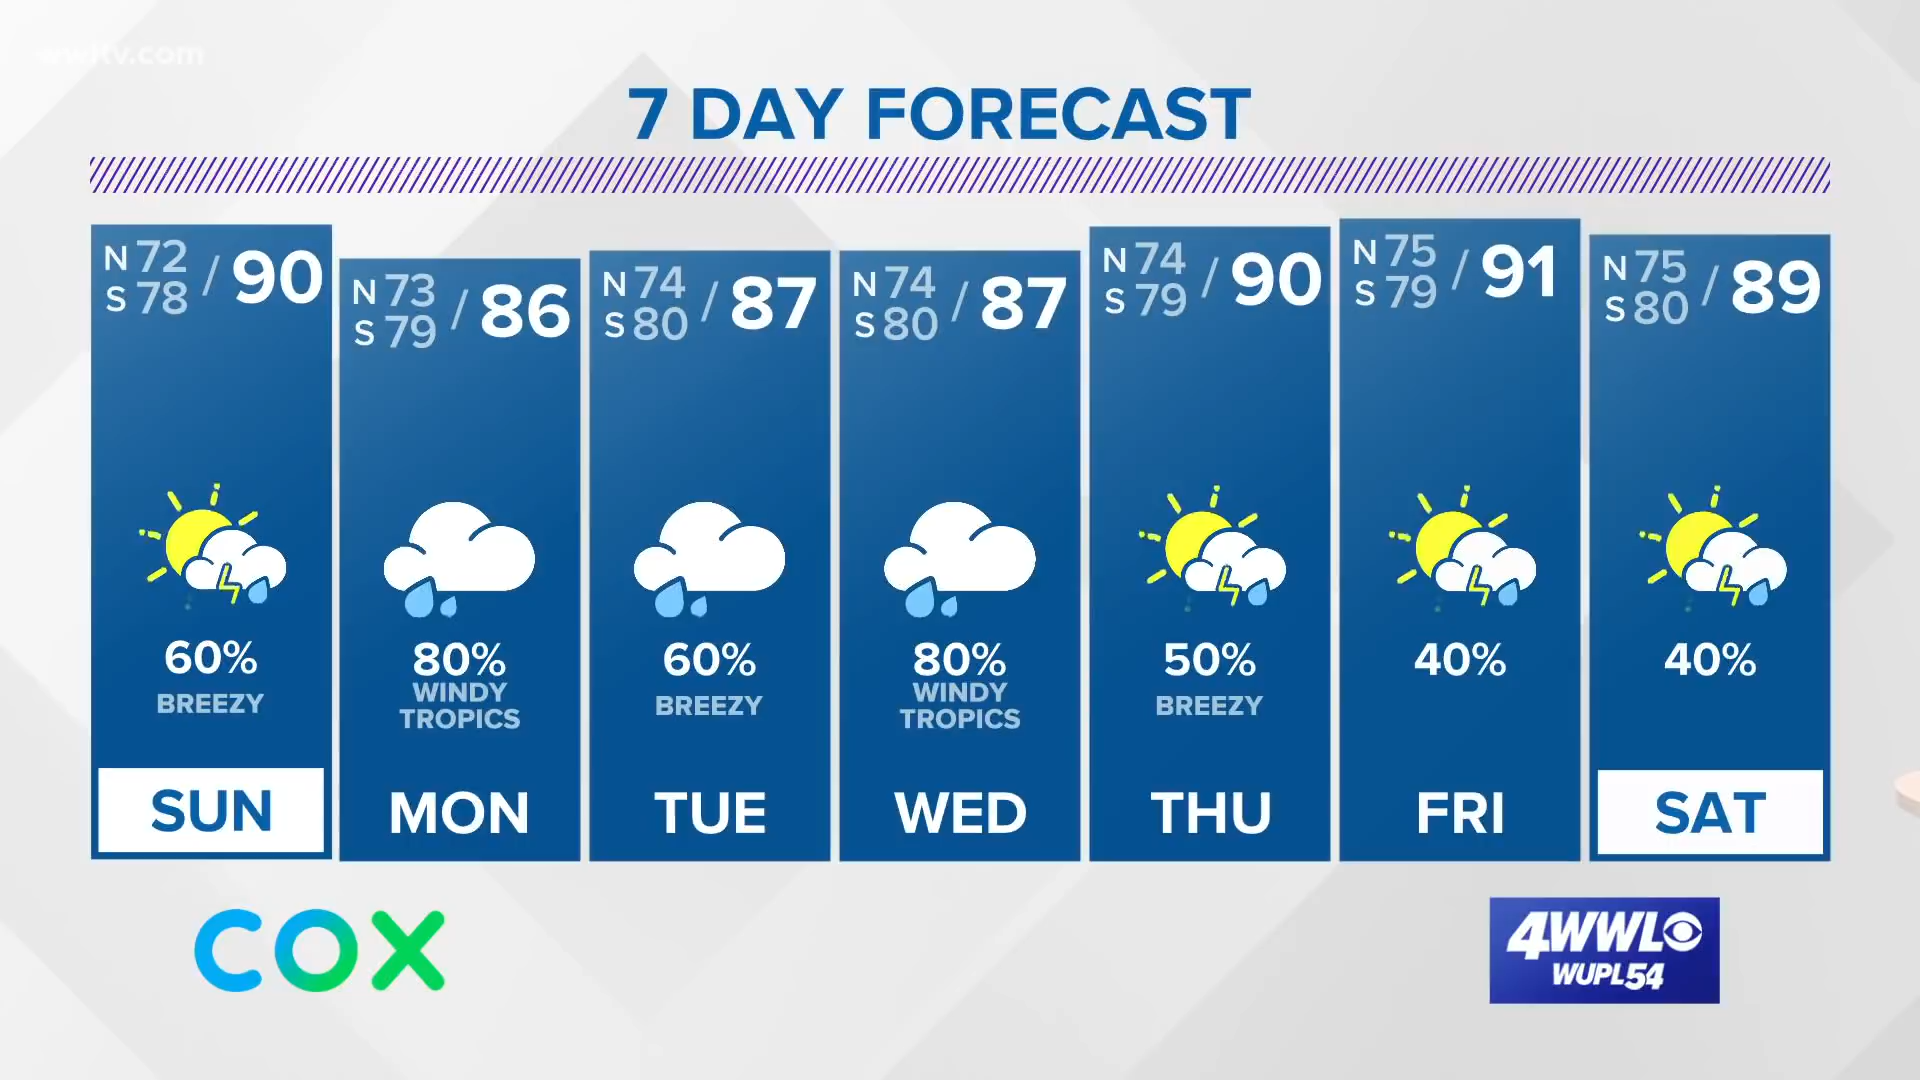 wwltv.com
7 DAY FORECAST
N 72
S 78
/ 90
60%
BREEZY
SUN
N 73
S 79
/ 86
80%
WINDY
TROPICS
MON
N 74
S 80
/ 87
60%
BREEZY
TUE
N 74
S 80
/ 87
80%
WINDY
TROPICS
WED
N 74
S 79
/ 90
50%
BREEZY
THU
N 75
S 79
/ 91
40%
FRI
N 75
S 80
/ 89
40%
SAT
COX
4WWL
WUPL54